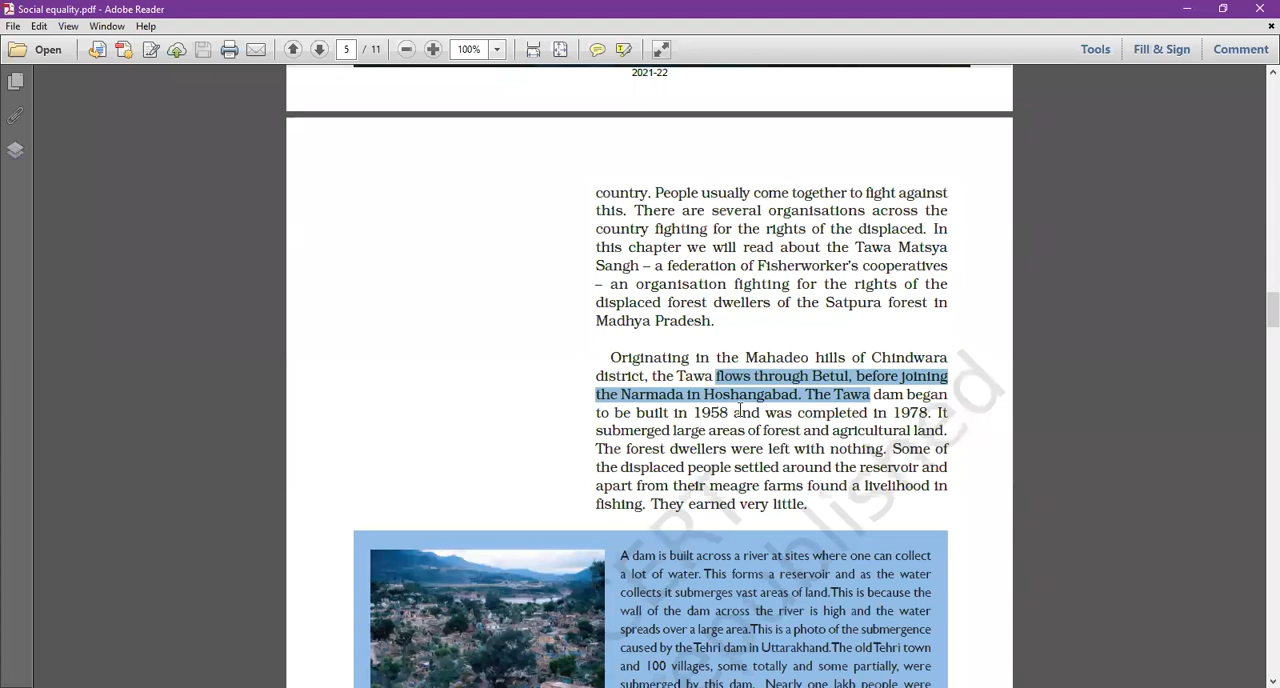 Social equality.pdf - Adobe Reader
File Edit View Window Help
Open 5 / 11 100% Tools Fill & Sign Comment
2021-22
country. People usually come together to fight against
this. There are several organisations across the
country fighting for the rights of the displaced. In
this chapter we will read about the Tawa Matsya
Sangh – a federation of Fisherworker's cooperatives
– an organisation fighting for the rights of the
displaced forest dwellers of the Satpura forest in
Madhya Pradesh.
Originating in the Mahadeo hills of Chindwara
district, the Tawa flows through Betul, before joining
the Narmada in Hoshangabad. The Tawa dam began
to be built in 1958 and was completed in 1978. It
submerged large areas of forest and agricultural land.
The forest dwellers were left with nothing. Some of
the displaced people settled around the reservoir and
apart from their meagre farms found a livelihood in
fishing. They earned very little.
A dam is built across a river at sites where one can collect
a lot of water. This forms a reservoir and as the water
collects it submerges vast areas of land.This is because the
wall of the dam across the river is high and the water
spreads over a large area.This is a photo of the submergence
caused by the Tehri dam in Uttarakhand.The old Tehri town
and 100 villages, some totally and some partially, were
submerged by this dam. Nearly one lakh people were